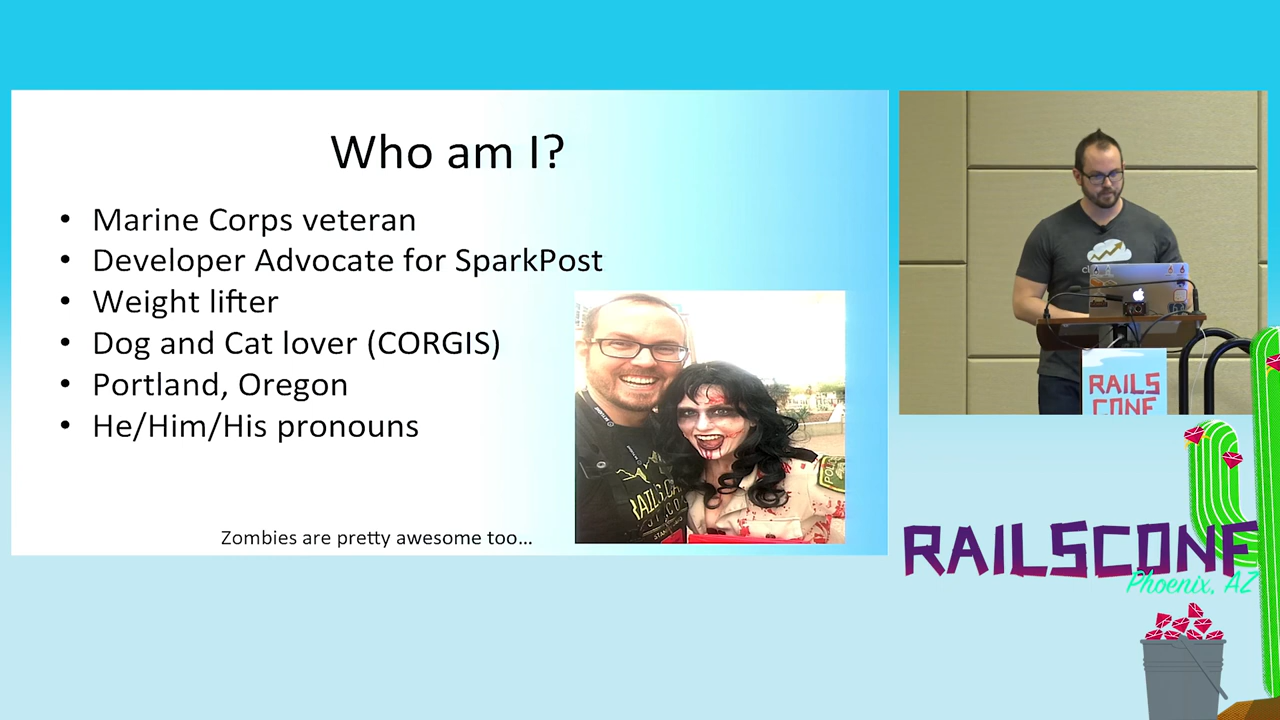 Who am I?
• Marine Corps veteran
• Developer Advocate for SparkPost
• Weight lifter
• Dog and Cat lover (CORGIS)
• Portland, Oregon
• He/Him/His pronouns
Zombies are pretty awesome too…
RAILS
CONF
RAILSCONF
Phoenix, AZ